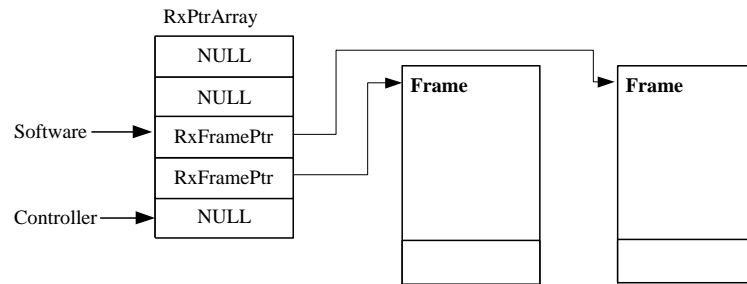 RxPtrArray
NULL
NULL
Software
RxFramePtr
RxFramePtr
Controller
NULL
Frame
Frame